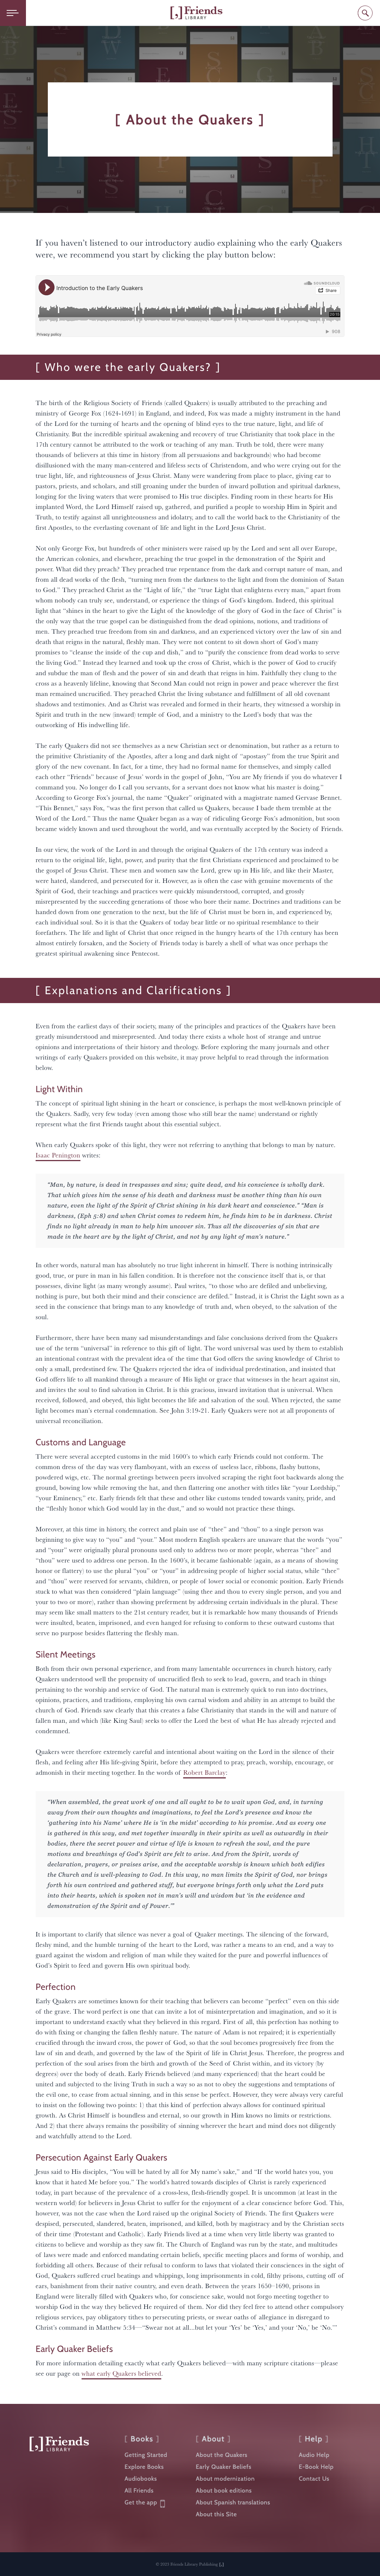 [,] Friends
LIBRARY
[ About the Quakers ]
If you haven't listened to our introductory audio explaining who the early Quakers
were, we recommend you start by clicking the play button below:
SOUNDCLOUD
Introduction to the Early Quakers
Share
Privacy policy
[ Who were the early Quakers? ]
The birth of the Religious Society of Friends (called Quakers) is usually attributed to the preaching and
ministry of George Fox (1624-1691) in England, and indeed, Fox was made a mighty instrument in the hand
of the Lord for the turning of hearts and the opening of blind eyes to the true nature, light, and life of
Christianity. But the incredible spiritual awakening and recovery of true Christianity that took place in the
17th century cannot be attributed to the work or teaching of any man. Truth be told, there were many
thousands of believers at this time in history (from all persuasions and backgrounds) who had become
disillusioned with the many man-centered and lifeless sects of Christendom, and who were crying out for the
true light, life, and righteousness of Jesus Christ. Many were wandering from place to place, giving ear to
pastors, priests, and scholars, and still groaning under the burden of inward pollution and spiritual darkness,
longing for the living waters that were promised to His true disciples. Finding room in these hearts for His
implanted Word, the Lord Himself raised up, gathered, and purified a people to worship Him in Spirit and
Truth, to testify against all unrighteousness and idolatry, and to call the world back to the Christianity of the
first Apostles, to the everlasting covenant of life and light in the Lord Jesus Christ.
Not only George Fox, but hundreds of other ministers were raised up by the Lord and sent all over Europe,
the American colonies, and elsewhere, preaching the true gospel in the demonstration of the Spirit and
power. What did they preach? They preached true repentance from the dark and corrupt nature of man, and
from all dead works of the flesh, "turning men from the darkness to the light and from the dominion of Satan
to God." They preached Christ as the "Light of life," the "true Light that enlightens every man," apart from
whom nobody can truly see, understand, or experience the things of God's kingdom. Indeed, this spiritual
light that "shines in the heart to give the Light of the knowledge of the glory of God in the face of Christ" is
the only way that the true gospel can be distinguished from the dead opinions, notions, and traditions of
men. They preached true freedom from sin and darkness, and an experienced victory over the law of sin and
death that reigns in the natural, fleshly man. They were not content to sit down short of God's many
promises to "cleanse the inside of the cup and dish," and to "purify the conscience from dead works to serve
the living God." Instead they learned and took up the cross of Christ, which is the power of God to crucify
and subdue the man of flesh and the power of sin and death that reigns in him. Faithfully they clung to the
cross as a heavenly lifeline, knowing that the Second Man could not reign in power and peace wherever the first
man remained uncrucified. They preached Christ the living substance and fulfillment of all old covenant
shadows and testimonies. And as Christ was revealed and formed in their hearts, they witnessed a worship in
Spirit and truth in the new (inward) temple of God, and a ministry to the Lord's body that was the
outworking of His indwelling life.
The early Quakers did not see themselves as a new Christian sect or denomination, but rather as a return to
the primitive Christianity of the Apostles, after a long and dark night of "apostasy" from the true Spirit and
glory of the new covenant. In fact, for a time, they had no formal name for themselves, and simply called
each other "Friends" because of Jesus' words in the gospel of John, "You are My friends if you do whatever I
command you. No longer do I call you servants, for a servant does not know what his master is doing."
According to George Fox's journal, the name "Quaker" originated with a magistrate named Gervase Bennet.
"This Bennet," says Fox, "was the first person that called us Quakers, because I bade them tremble at the
Word of the Lord." Thus the name Quaker began as a way of ridiculing George Fox's admonition, but soon
became widely known and used throughout the world, and was eventually accepted by the Society of Friends.
In our view, the work of the Lord in and through the original Quakers of the 17th century was indeed a
return to the original life, light, power, and purity that the first Christians experienced and proclaimed to be
the gospel of Jesus Christ. These men and women saw the Lord, grew up in His life, and like their Master,
were hated, slandered, and persecuted for it. However, as is often the case with genuine movements of the
Spirit of God, their teachings and practices were quickly misunderstood, corrupted, and grossly
misrepresented by the succeeding generations of those who bore their name. Doctrines and traditions can be
handed down from one generation to the next, but the life of Christ must be born in, and experienced by,
each individual soul. So it is that the Quakers of today bear little or no spiritual resemblance to their
forefathers. The life and light of Christ that once reigned in the hungry hearts of the 17th century has been
almost entirely forsaken, and the Society of Friends today is hardly a shell of what was once perhaps the
greatest spiritual awakening since Pentecost.
[ Explanations and Clarifications ]
Even from the earliest days of their society, many of the principles and practices of the Quakers have been
greatly misunderstood and misrepresented. And today there exists a whole host of strange and untrue
opinions and interpretations of their history and theology. Before exploring the many journals and other
writings of early Quakers provided on this website, it may prove helpful to read through the information
below.
Light Within
The concept of spiritual light shining in the heart or conscience, is perhaps the most well-known principle of
the Quakers. Sadly, very few today (even among those who still bear the name) understand or rightly
represent what the first Friends taught about this essential subject.
When early Quakers spoke of this light, they were not referring to anything that belongs to man by nature.
Isaac Penington writes:
"Man, by nature, is dead in trespasses and sins; quite dead, and his conscience is wholly dark.
That which gives him the sense of his death and darkness must be another thing than his own
nature, even the light of the Spirit of Christ shining in his dark heart and conscience." "Man is
darkness, (Eph 5:8) and when Christ comes to redeem him, he finds him to be in darkness. Christ
finds no light already in man to help him uncover sin. Thus all the discoveries of sin that are
made in the heart are by the light of Christ, and not by any light of man's nature."
In other words, natural man has absolutely no true light inherent in himself. There is nothing intrinsically
good, true, or pure in man in his fallen condition. It is therefore not the conscience itself that is, or that
possesses, divine light (as many wrongly assume). Paul writes, "to those who are defiled and unbelieving,
nothing is pure, but both their mind and their conscience are defiled." Instead, it is Christ the Light sown as a
seed in the conscience that brings man to any knowledge of truth and, when obeyed, to the salvation of the
soul.
Furthermore, there have been many sad misunderstandings and false conclusions derived from the Quakers
use of the term "universal" in reference to this gift of light. The word universal was used by them to establish
an intentional contrast with the prevalent idea of the time that God offers the saving knowledge of Christ to
only a small, predestined few. The Quakers rejected the idea of individual predestination, and insisted that
God offers life to all mankind through a measure of His light or grace which witnesses in the heart against sin,
and invites the soul to find salvation in Christ. It is this gracious, inward invitation that is universal. When
received, followed, and obeyed, this light becomes the life and salvation of the soul. When rejected, the same
light becomes man's eternal condemnation. See John 3:19-21. Early Quakers were not at all proponents of
universal reconciliation.
Customs and Language
There were several accepted customs in the mid 1600's to which early Friends could not conform. The
common dress of the day was very flamboyant, with an excess of useless lace, ribbons, flashy buttons,
powdered wigs, etc. The normal greetings between peers involved scraping the right foot backwards along the
ground, bowing low while removing the hat, and then flattering one another with titles like "your Lordship,"
"your Eminency," etc. Early friends felt that these and other like customs tended towards vanity, pride, and
the "fleshly honor which God would lay in the dust," and so would not practice these things.
Moreover, at this time in history, the correct and plain use of "thee" and "thou" to a single person was
beginning to give way to "you" and "your." Most modern English speakers are unaware that the words "you"
and "your" were originally plural pronouns used only to address two or more people, whereas "thee" and
"thou" were used to address one person. In the 1600's, it became fashionable (again, as a means of showing
honor or flattery) to use the plural "you" or "your" in addressing people of higher social status, while "thee"
and "thou" were reserved for servants, children, or people of lower social or economic position. Early Friends
stuck to what was then considered "plain language" (using thee and thou to every single person, and you and
your to two or more), rather than showing preferment by addressing certain individuals in the plural. These
may seem like small matters to the 21st century reader, but it is remarkable how many thousands of Friends
were insulted, beaten, imprisoned, and even hanged for refusing to conform to these outward customs that
serve no purpose besides flattering the fleshly man.
Silent Meetings
Both from their own personal experience, and from many lamentable occurrences in church history, early
Quakers understood well the propensity of uncrucified flesh to seek to lead, govern, and teach in things
pertaining to the worship and service of God. The natural man is extremely quick to run into doctrines,
opinions, practices, and traditions, employing his own carnal wisdom and ability in an attempt to build the
church of God. Friends saw clearly that this creates a false Christianity that stands in the will and nature of
fallen man, and which (like King Saul) seeks to offer the Lord the best of what He has already rejected and
condemned.
Quakers were therefore extremely careful and intentional about waiting on the Lord in the silence of their
flesh, and feeling after His life-giving Spirit, before they attempted to pray, preach, worship, encourage, or
admonish in their meeting together. In the words of Robert Barclay:
"When assembled, the great work of one and all ought to be to wait upon God, and, in turning
away from their own thoughts and imaginations, to feel the Lord's presence and know the
'gathering into his Name' where He is 'in the midst' according to his promise. And as every one
is gathered in this way, and met together inwardly in their spirits as well as outwardly in their
bodies, there the secret power and virtue of life is known to refresh the soul, and the pure
motions and breathings of God's Spirit are felt to arise. And from the Spirit, words of
declaration, prayers, or praises arise, and the acceptable worship is known which both edifies
the Church and is well-pleasing to God. In this way, no man limits the Spirit of God, nor brings
forth his own contrived and gathered stuff, but everyone brings forth only what the Lord puts
into their hearts, which is spoken not in man's will and wisdom but 'in the evidence and
demonstration of the Spirit and of Power.'"
It is important to clarify that silence was never a goal of Quaker meetings. The silencing of the forward,
fleshy mind, and the humble turning of the heart to the Lord, was rather a means to an end, and a way to
guard against the wisdom and religion of man while they waited for the pure and powerful influences of
God's Spirit to feed and govern His own spiritual body.
Perfection
Early Quakers are sometimes known for their teaching that believers can become "perfect" even on this side
of the grave. The word perfect is one that can invite a lot of misinterpretation and imagination, and so it is
important to understand exactly what they believed in this regard. First of all, this perfection has nothing to
do with fixing or changing the fallen fleshly nature. The nature of Adam is not repaired; it is experientially
crucified through the inward cross, the power of God, so that the soul becomes progressively free from the
law of sin and death, and governed by the law of the Spirit of life in Christ Jesus. Therefore, the progress and
perfection of the soul arises from the birth and growth of the Seed of Christ within, and its victory (by
degrees) over the body of death. Early Friends believed (and many experienced) that the heart could be
united and subjected to the living Truth in such a way so as not to obey the suggestions and temptations of
the evil one, to cease from actual sinning, and in this sense be perfect. However, they were always very careful
to insist on the following two points: 1) that this kind of perfection always allows for continued spiritual
growth. As Christ Himself is boundless and eternal, so our growth in Him knows no limits or restrictions.
And 2) that there always remains the possibility of sinning wherever the heart and mind does not diligently
and watchfully attend to the Lord.
Persecution Against Early Quakers
Jesus said to His disciples, "You will be hated by all for My name's sake," and "If the world hates you, you
know that it hated Me before you." The world's hatred towards disciples of Christ is rarely experienced
today, in part because of the prevalence of a cross-less, flesh-friendly gospel. It is uncommon (at least in the
western world) for believers in Jesus Christ to suffer for the enjoyment of a clear conscience before God. This,
however, was not the case when the Lord raised up the original Society of Friends. The first Quakers were
despised, persecuted, slandered, beaten, imprisoned, and killed, both by magistracy and by the Christian sects
of their time (Protestant and Catholic). Early Friends lived at a time when very little liberty was granted to
citizens to believe and worship as they saw fit. The Church of England was run by the state, and multitudes
of laws were made and enforced mandating certain beliefs, specific meeting places and forms of worship, and
forbidding all others. Because of their refusal to conform to laws that violated their consciences in the sight of
God, Quakers suffered cruel beatings and whippings, long imprisonments in cold, filthy prisons, cutting off of
ears, banishment from their native country, and even death. Between the years 1650–1690, prisons in
England were literally filled with Quakers who, for conscience sake, would not forgo meeting together to
worship God in the way they believed He required of them. Nor did they feel free to attend other compulsory
religious services, pay obligatory tithes to persecuting priests, or swear oaths of allegiance in disregard to
Christ's command in Matthew 5:34—"Swear not at all...but let your 'Yes' be 'Yes,' and your 'No,' be 'No.'"
Early Quaker Beliefs
For more information detailing exactly what early Quakers believed—with many scripture citations—please
see our page on what early Quakers believed.
[,] Friends
LIBRARY
[ Books ]
Getting Started
Explore Books
Audiobooks
All Friends
Get the app
[ About ]
About the Quakers
Early Quaker Beliefs
About modernization
About book editions
About Spanish translations
About this Site
[ Help ]
Audio Help
E-Book Help
Contact Us
© 2023 Friends Library Publishing [,]